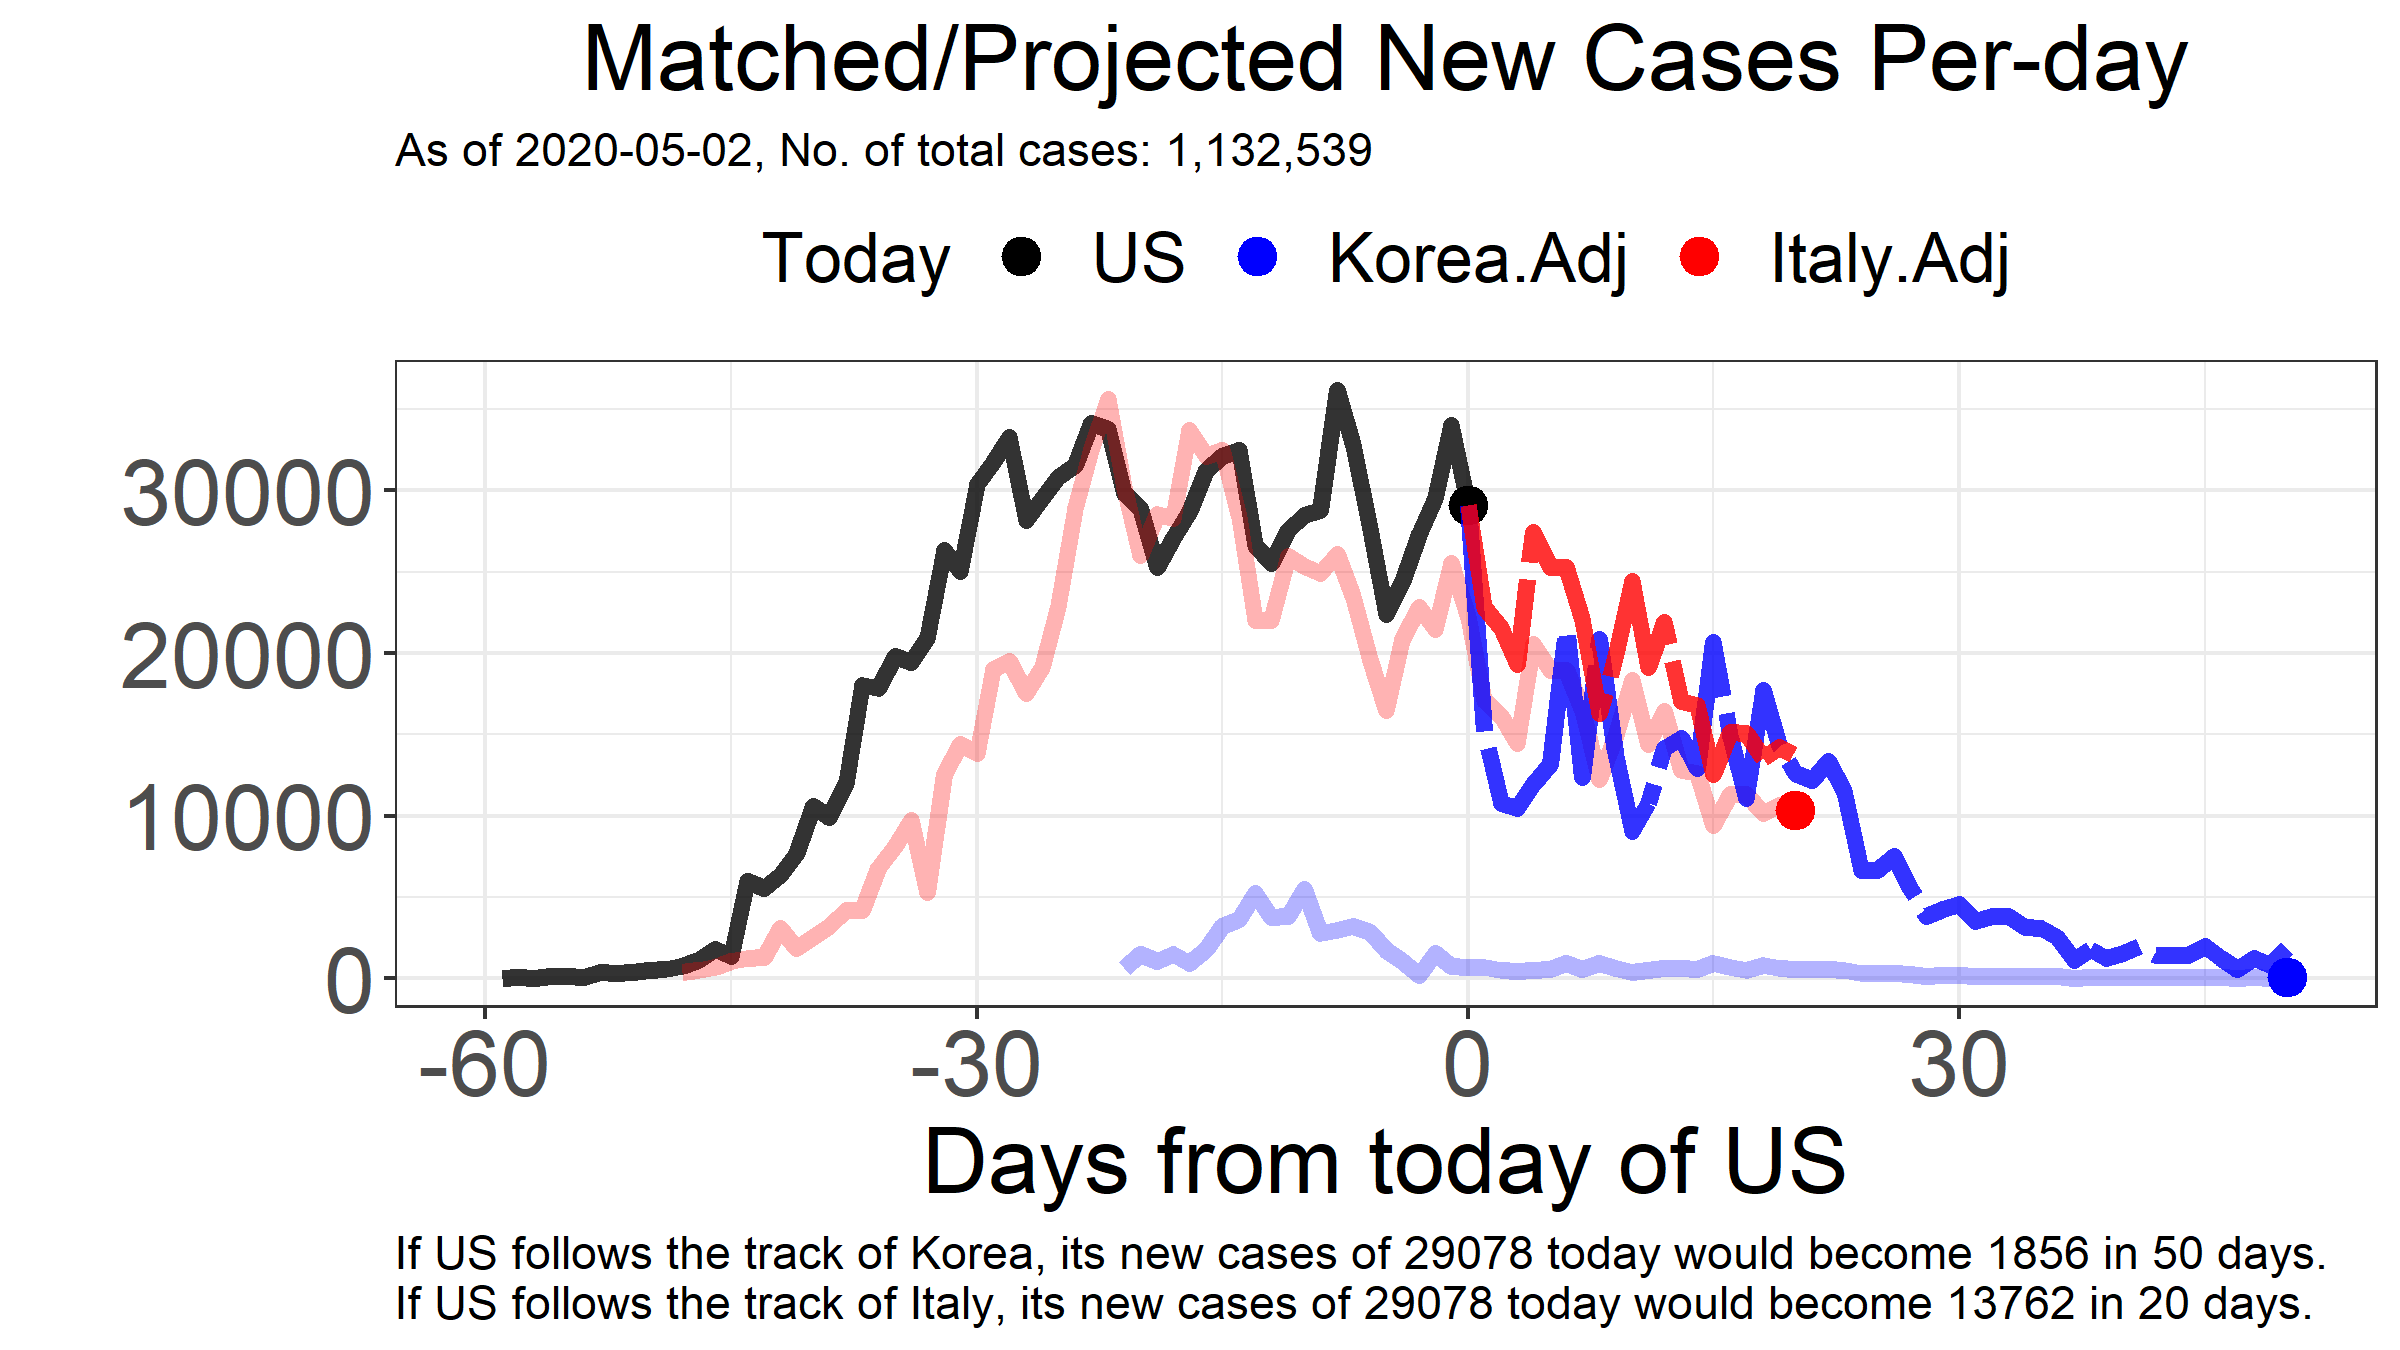 Matched/Projected New Cases Per-day
As of 2020-05-02, No. of total cases: 1,132,539
Today US Korea.Adj Italy.Adj
30000
20000
10000
0
-60 -30 0 30
Days from today of US
If US follows the track of Korea, its new cases of 29078 today would become 1856 in 50 days.
If US follows the track of Italy, its new cases of 29078 today would become 13762 in 20 days.